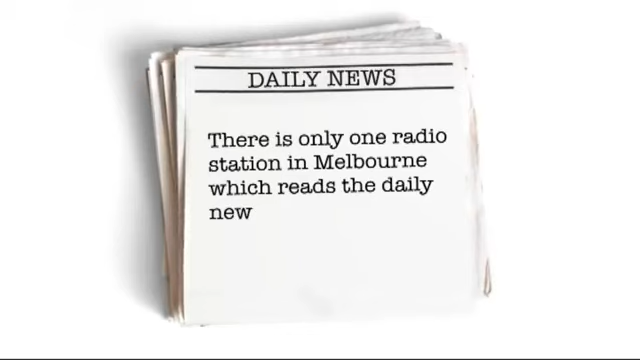 DAILY NEWS
There is only one radio
station in Melbourne
which reads the daily
new